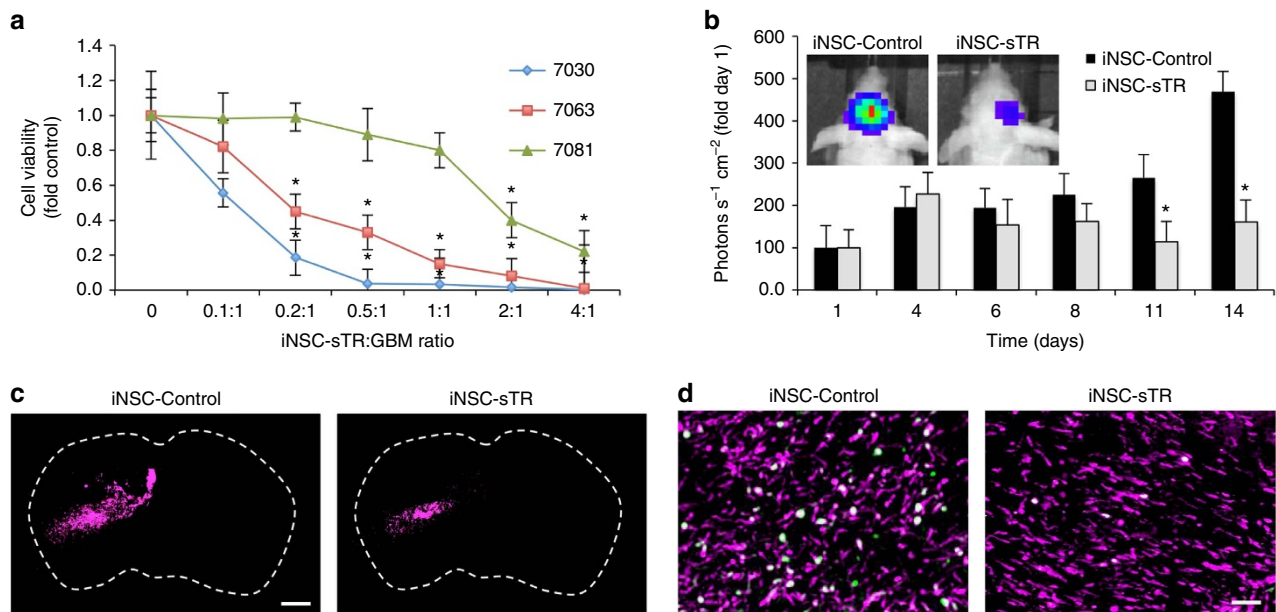 a
1.4
1.2
1.0
0.8
0.6
0.4
0.2
0.0
Cell viability
(fold control)
7030
7063
7081
*
*
*
*
*
*
*
*
*
*
0 0.1:1 0.2:1 0.5:1 1:1 2:1 4:1
iNSC-sTR:GBM ratio
b
600
500
400
300
200
100
0.0
Photons s−1 cm−2 (fold day 1)
iNSC-Control iNSC-sTR
iNSC-Control
iNSC-sTR
*
*
1 4 6 8 11 14
Time (days)
c
iNSC-Control iNSC-sTR
d
iNSC-Control iNSC-sTR